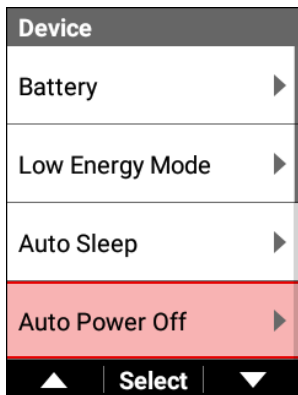 Device
Battery
Low Energy Mode
Auto Sleep
Auto Power Off
Select